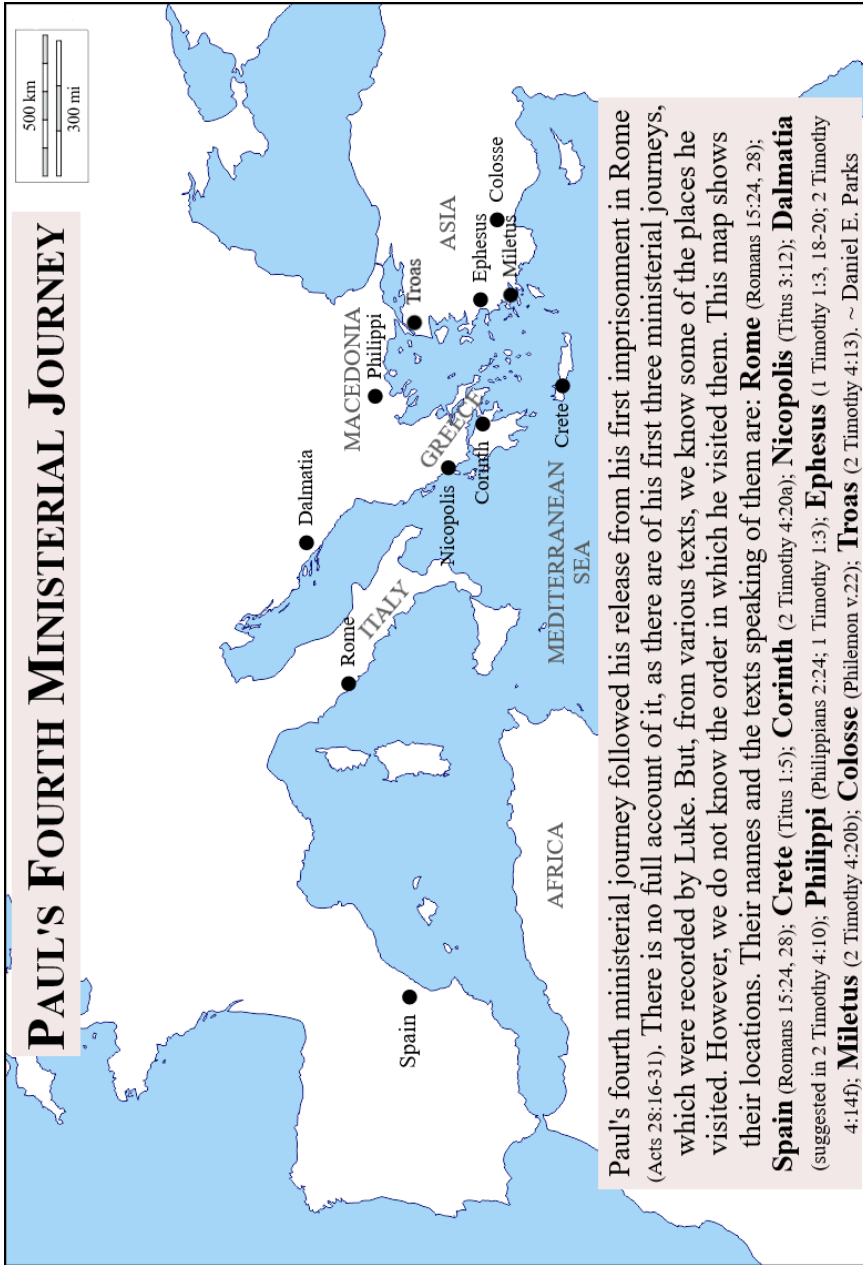 PAUL'S FOURTH MINISTERIAL JOURNEY
500 km
300 mi
Dalmatia
MACEDONIA
Philippi
Rome
ITALY
Troas
ASIA
Spain
GREECE
Nicopolis
Corinth
Ephesus
Colosse
Miletus
MEDITERRANEAN
SEA
Crete
AFRICA
Paul's fourth ministerial journey followed his release from his first imprisonment in Rome
(Acts 28:16-31). There is no full account of it, as there are of his first three ministerial journeys,
which were recorded by Luke. But, from various texts, we know some of the places he
visited. However, we do not know the order in which he visited them. This map shows
their locations. Their names and the texts speaking of them are: Rome (Romans 15:24, 28);
Spain (Romans 15:24, 28); Crete (Titus 1:5); Corinth (2 Timothy 4:20a); Nicopolis (Titus 3:12); Dalmatia
(suggested in 2 Timothy 4:10); Philippi (Philippians 2:24; 1 Timothy 1:3); Ephesus (1 Timothy 1:3, 18-20; 2 Timothy
4:14f); Miletus (2 Timothy 4:20b); Colosse (Philemon v.22); Troas (2 Timothy 4:13). ~ Daniel E. Parks